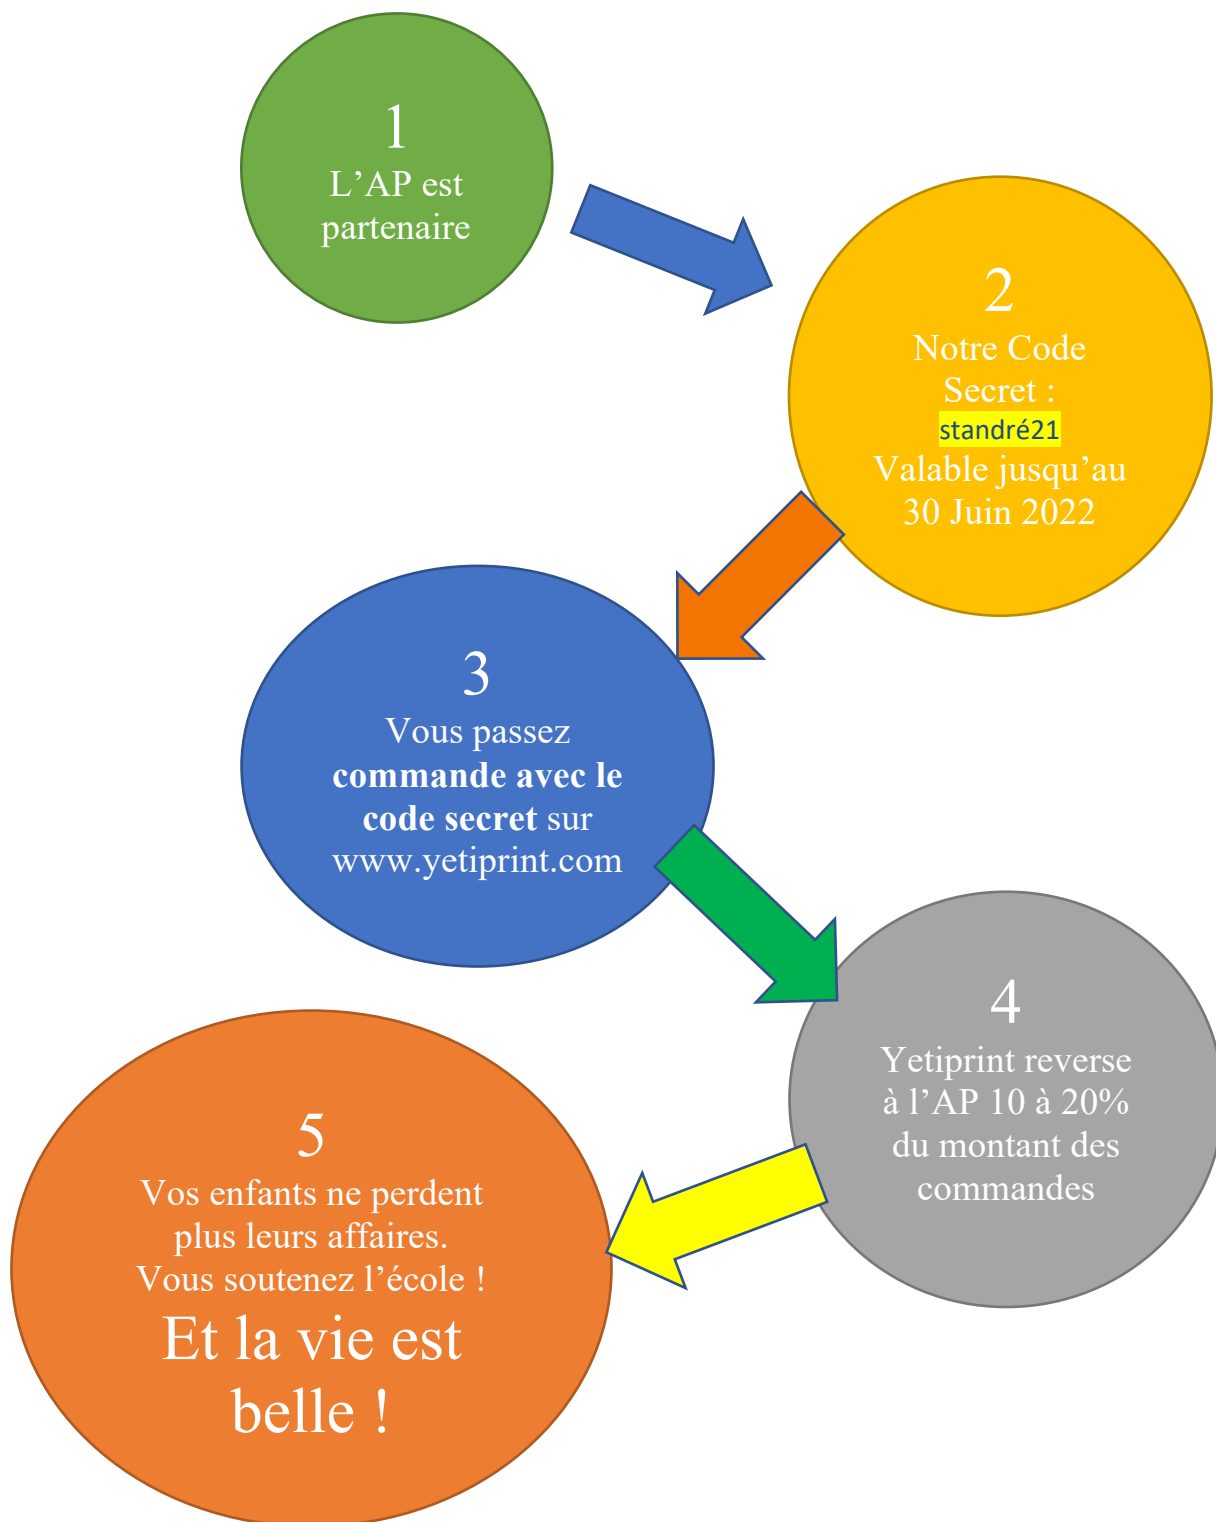 1
L’AP est
partenaire
2
Notre Code
Secret :
standré21
Valable jusqu’au
30 Juin 2022
3
Vous passez
commande avec le
code secret sur
www.yetiprint.com
4
Yetiprint reverse
à l’AP 10 à 20%
du montant des
commandes
5
Vos enfants ne perdent
plus leurs affaires.
Vous soutenez l’école !
Et la vie est
belle !